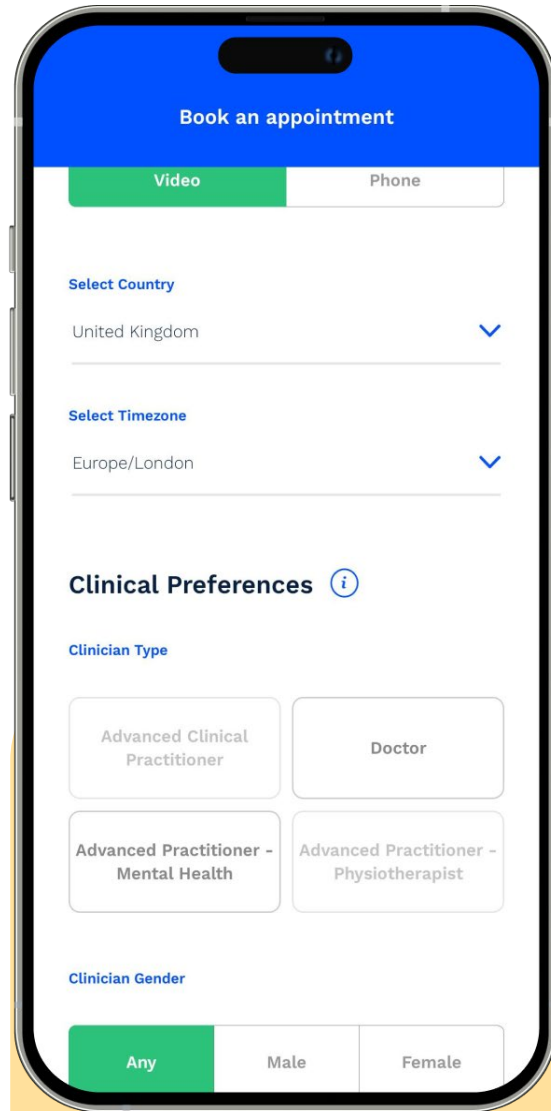 Book an appointment
Video Phone
Select Country
United Kingdom
Select Timezone
Europe/London
Clinical Preferences i
Clinician Type
Advanced Clinical
Practitioner
Doctor
Advanced Practitioner -
Mental Health
Advanced Practitioner -
Physiotherapist
Clinician Gender
Any Male Female